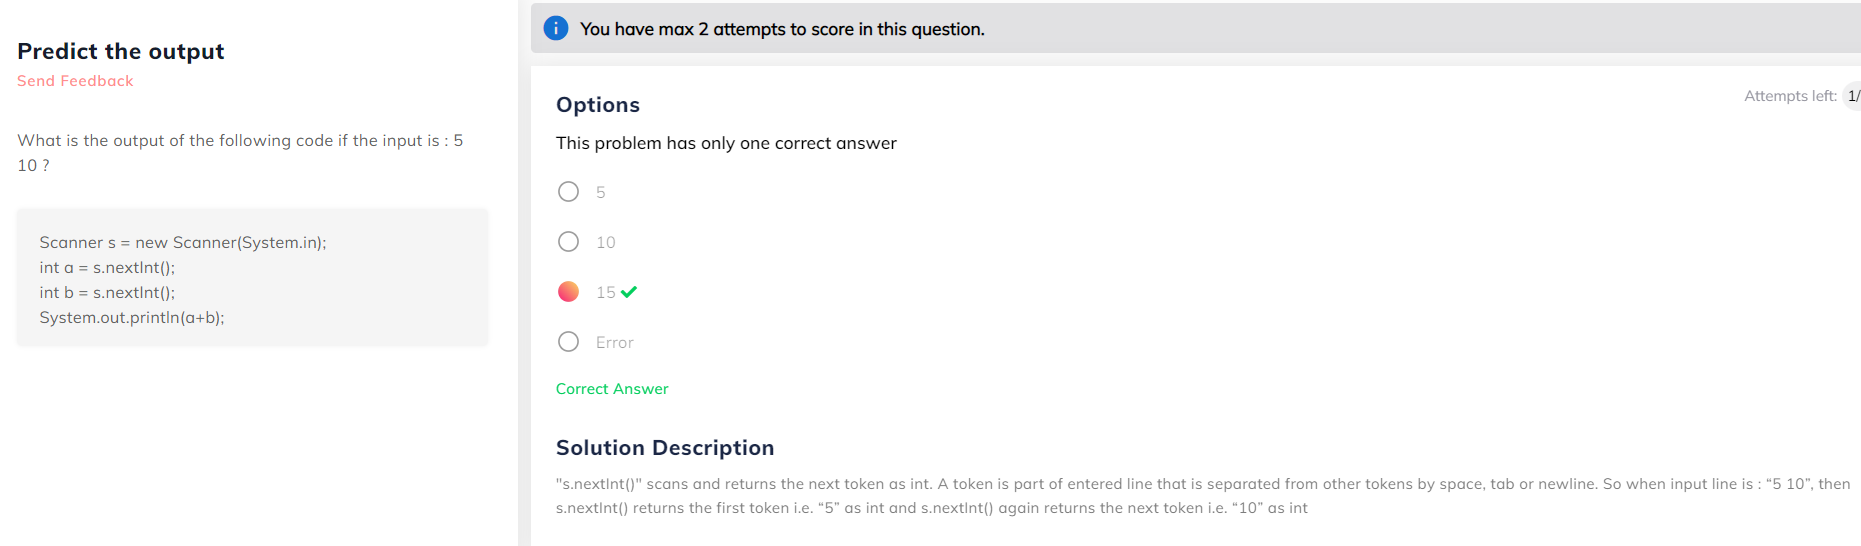 Predict the output
Send Feedback
What is the output of the following code if the input is : 5
10 ?
Scanner s = new Scanner(System.in);
int a = s.nextInt();
int b = s.nextInt();
System.out.println(a+b);
i You have max 2 attempts to score in this question.
Options
Attempts left: 1/
This problem has only one correct answer
5
10
15
Error
Correct Answer
Solution Description
"s.nextInt()" scans and returns the next token as int. A token is part of entered line that is separated from other tokens by space, tab or newline. So when input line is : “5 10”, then
s.nextInt() returns the first token i.e. “5” as int and s.nextInt() again returns the next token i.e. “10” as int